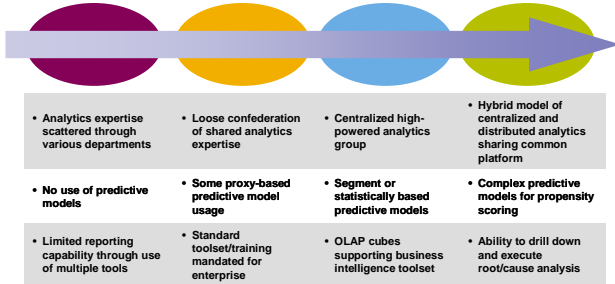 • Analytics expertise
scattered through
various departments
• Loose confederation
of shared analytics
expertise
• Centralized high-
powered analytics
group
• Hybrid model of
centralized and
distributed analytics
sharing common
platform
• No use of predictive
models
• Some proxy-based
predictive model
usage
• Segment or
statistically based
predictive models
• Complex predictive
models for propensity
scoring
• Limited reporting
capability through use
of multiple tools
• Standard
toolset/training
mandated for
enterprise
• OLAP cubes
supporting business
intelligence toolset
• Ability to drill down
and execute
root/cause analysis